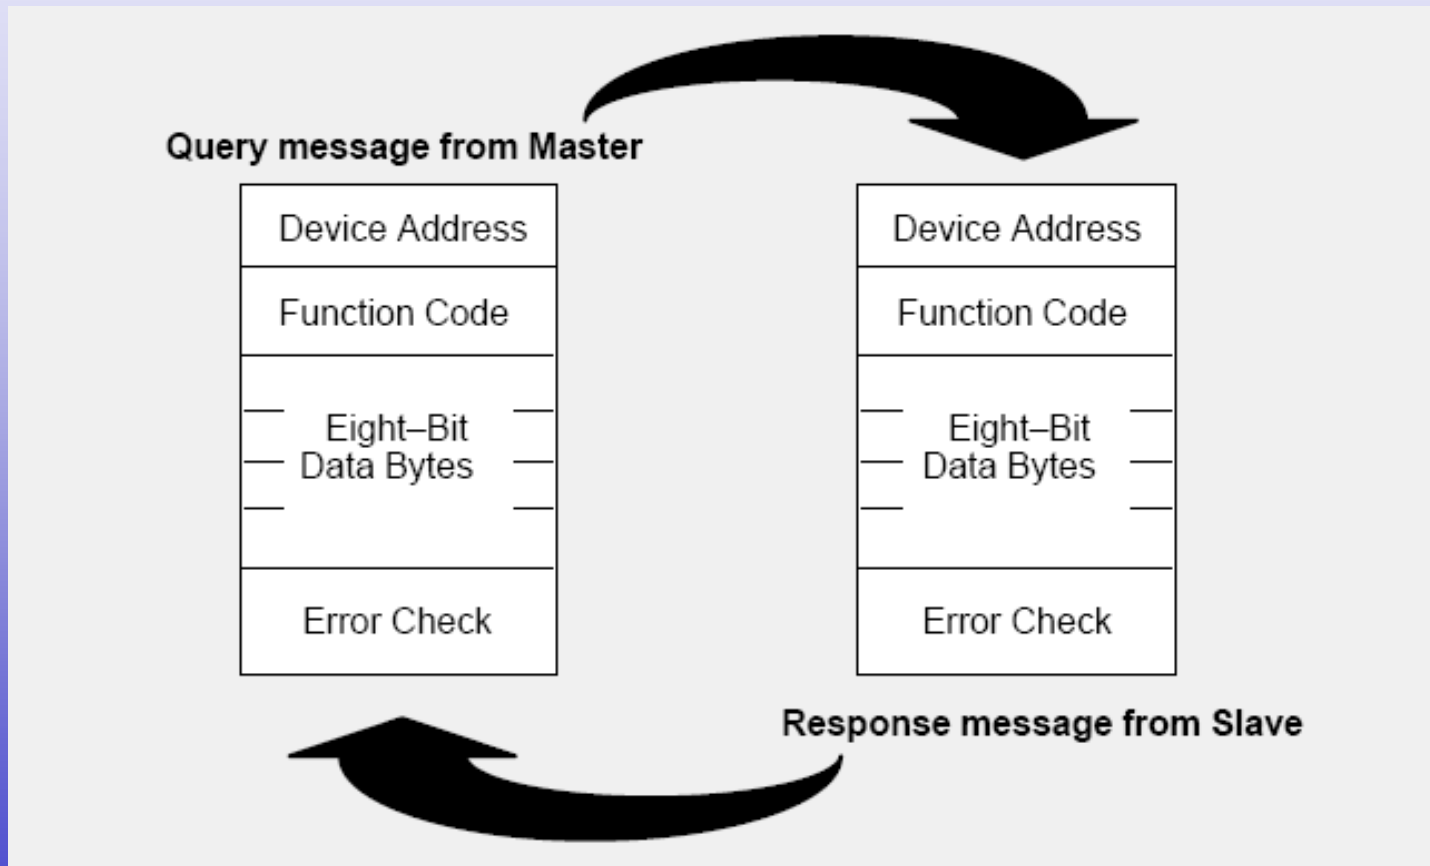 Query message from Master
Device Address
Function Code
Eight–Bit
Data Bytes
Error Check
Device Address
Function Code
Eight–Bit
Data Bytes
Error Check
Response message from Slave